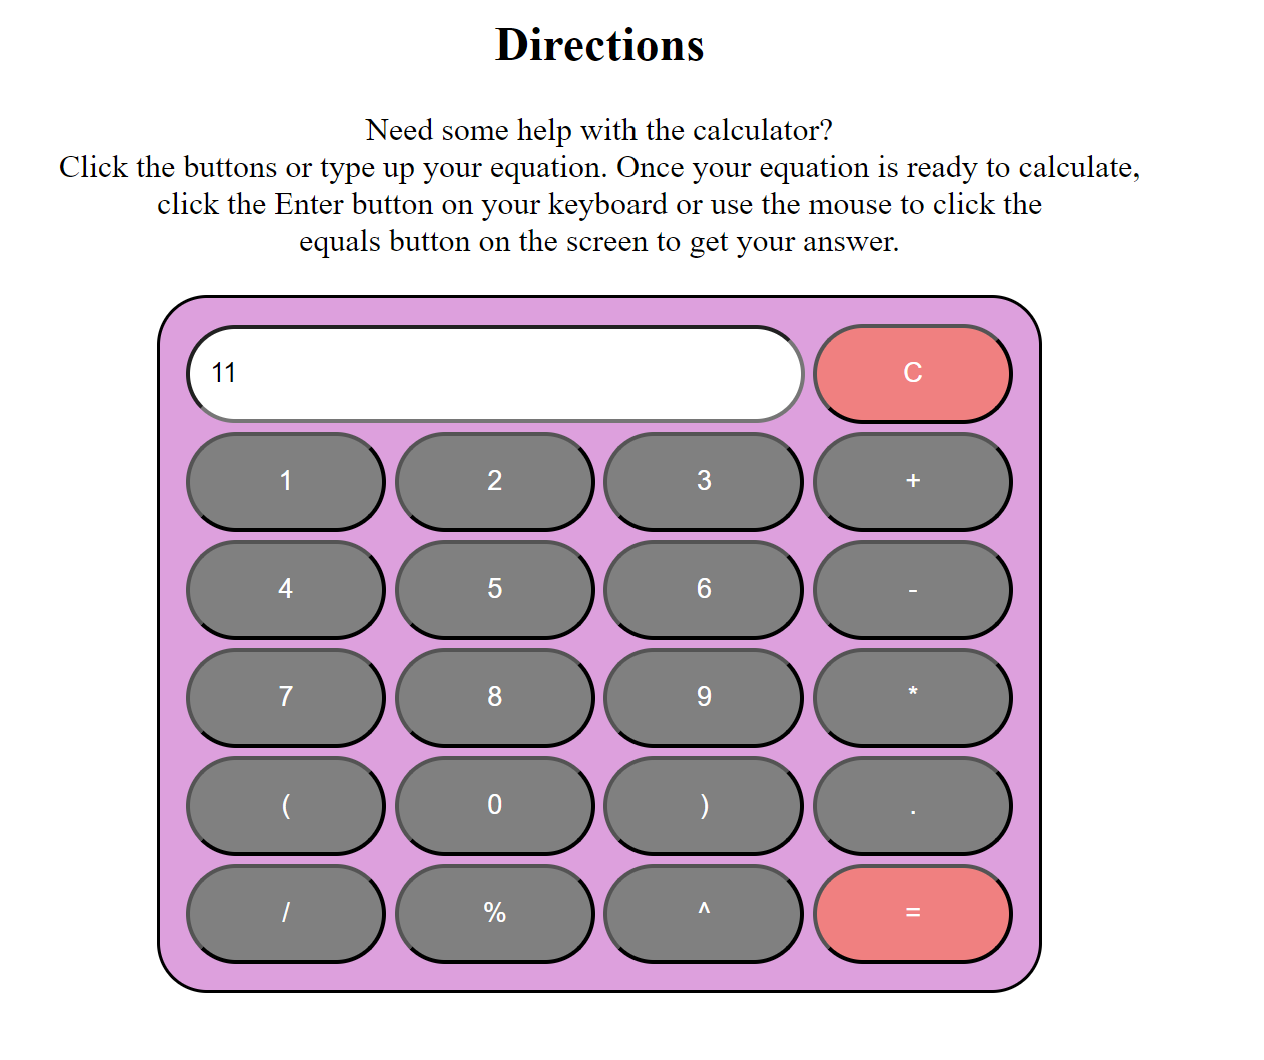 Directions
Need some help with the calculator?
Click the buttons or type up your equation. Once your equation is ready to calculate,
click the Enter button on your keyboard or use the mouse to click the
equals button on the screen to get your answer.
11 C
1 2 3 +
4 5 6 -
7 8 9 *
( 0 ) .
/ % ^ =